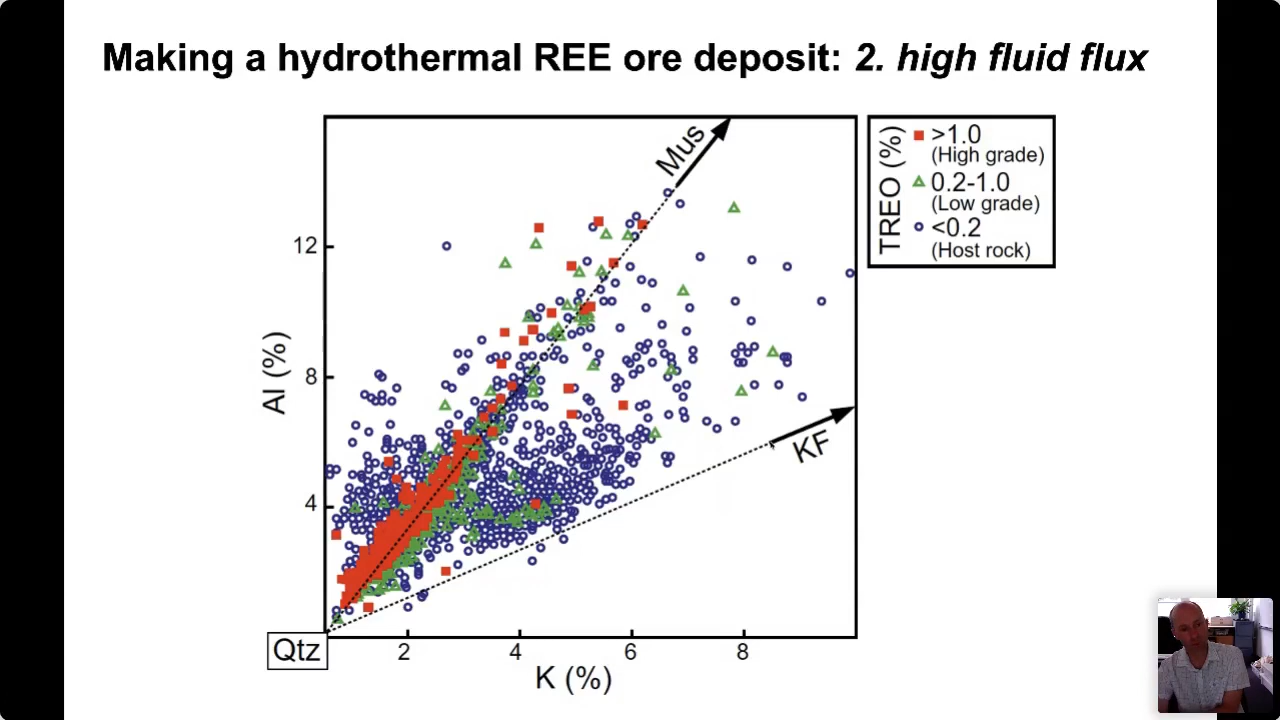 Making a hydrothermal REE ore deposit: 2. high fluid flux
Mus
TREO (%)
>1.0
(High grade)
0.2-1.0
(Low grade)
<0.2
(Host rock)
12
8
4
Al (%)
KF
Qtz
2
4
6
8
K (%)